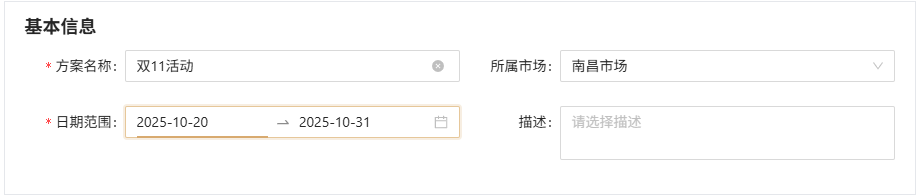 基本信息
* 方案名称: 双11活动
所属市场: 南昌市场
* 日期范围: 2025-10-20 → 2025-10-31
描述: 请选择描述